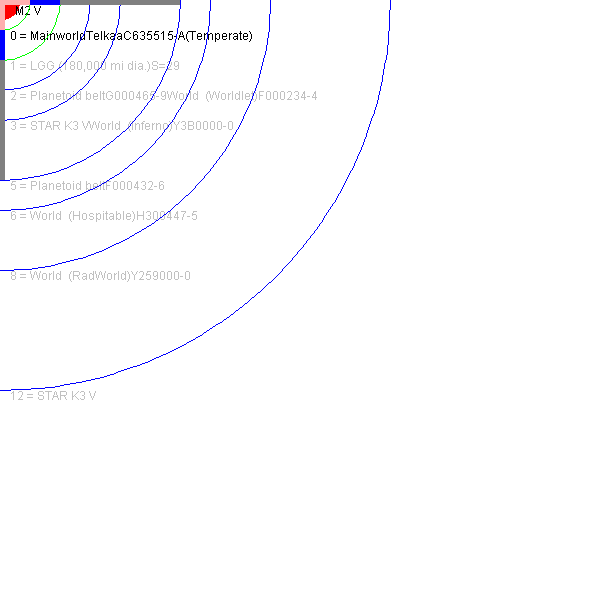 M2 V
0 = MainworldTelkaaC635515-A(Temperate)
1 = LGG (180,000 mi dia.)S=29
2 = Planetoid beltG000465-9World  (Worldlet)F000234-4
3 = STAR K3 VWorld  (Inferno)Y3B0000-0
5 = Planetoid beltF000432-6
6 = World  (Hospitable)H300447-5
8 = World  (RadWorld)Y259000-0
12 = STAR K3 V